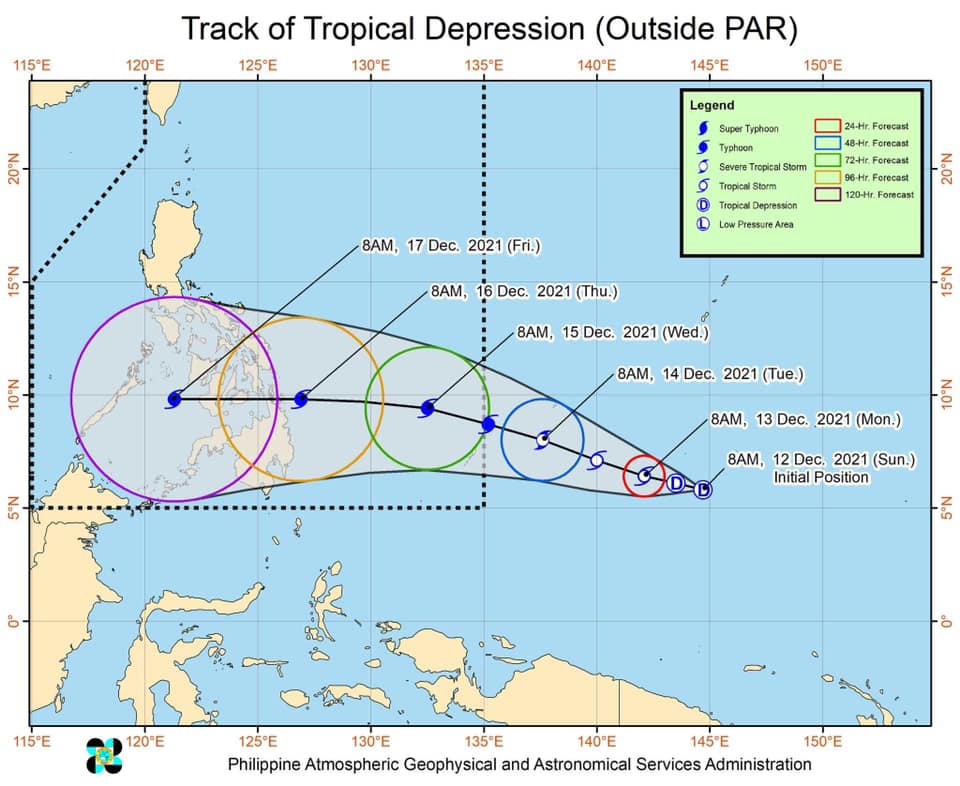 Track of Tropical Depression (Outside PAR)
115°E 120°E 125°E 130°E 135°E 140°E 145°E 150°E
Legend
Super Typhoon
Typhoon
Severe Tropical Storm
Tropical Storm
D Tropical Depression
L Low Pressure Area
24-Hr. Forecast
48-Hr. Forecast
72-Hr. Forecast
96-Hr. Forecast
120-Hr. Forecast
20°N
20°N
15°N
15°N
10°N
10°N
5°N
5°N
0°
0°
8AM, 17 Dec. 2021 (Fri.)
8AM, 16 Dec. 2021 (Thu.)
8AM, 15 Dec. 2021 (Wed.)
8AM, 14 Dec. 2021 (Tue.)
8AM, 13 Dec. 2021 (Mon.)
8AM, 12 Dec. 2021 (Sun.)
Initial Position
D
D
115°E 120°E 125°E 130°E 135°E 140°E 145°E 150°E
Philippine Atmospheric Geophysical and Astronomical Services Administration